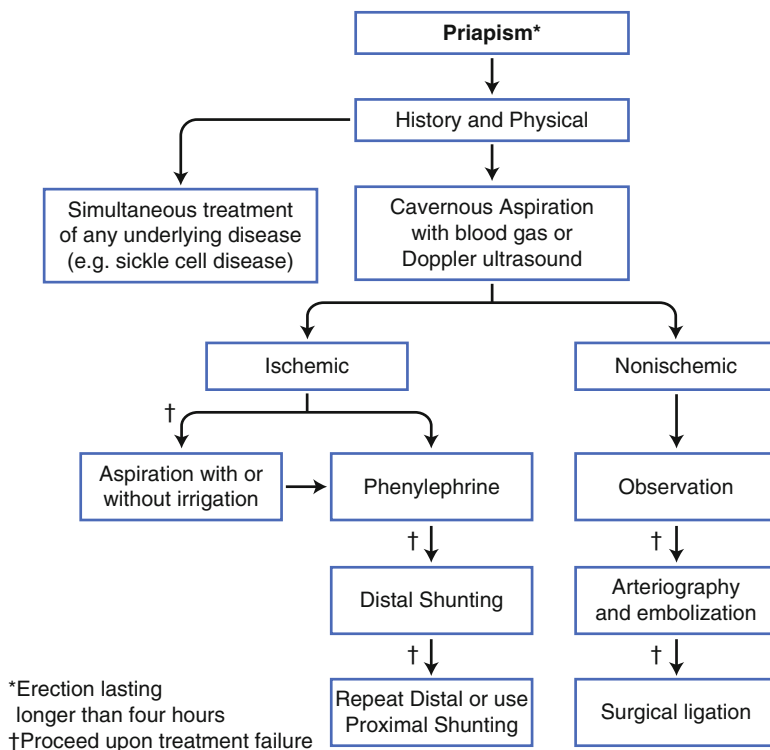 Priapism*
History and Physical
Simultaneous treatment
of any underlying disease
(e.g. sickle cell disease)
Cavernous Aspiration
with blood gas or
Doppler ultrasound
Ischemic
Nonischemic
†
Aspiration with or
without irrigation
Phenylephrine
Observation
†
†
Distal Shunting
Arteriography
and embolization
†
†
Repeat Distal or use
Proximal Shunting
Surgical ligation
*Erection lasting
longer than four hours
†Proceed upon treatment failure